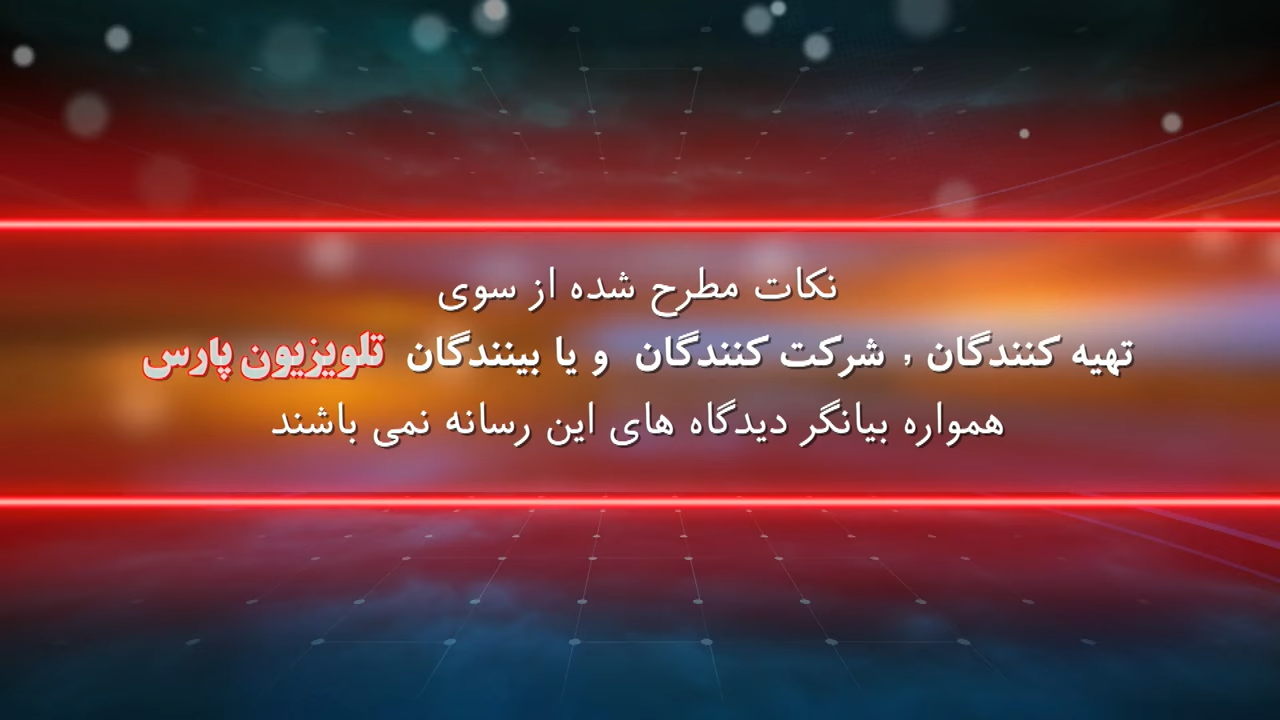 نکات مطرح شده از سوی
تهیه کنندگان , شرکت کنندگان و یا بینندگان تلویزیون پارس
همواره بیانگر دیدگاه های این رسانه نمی باشند